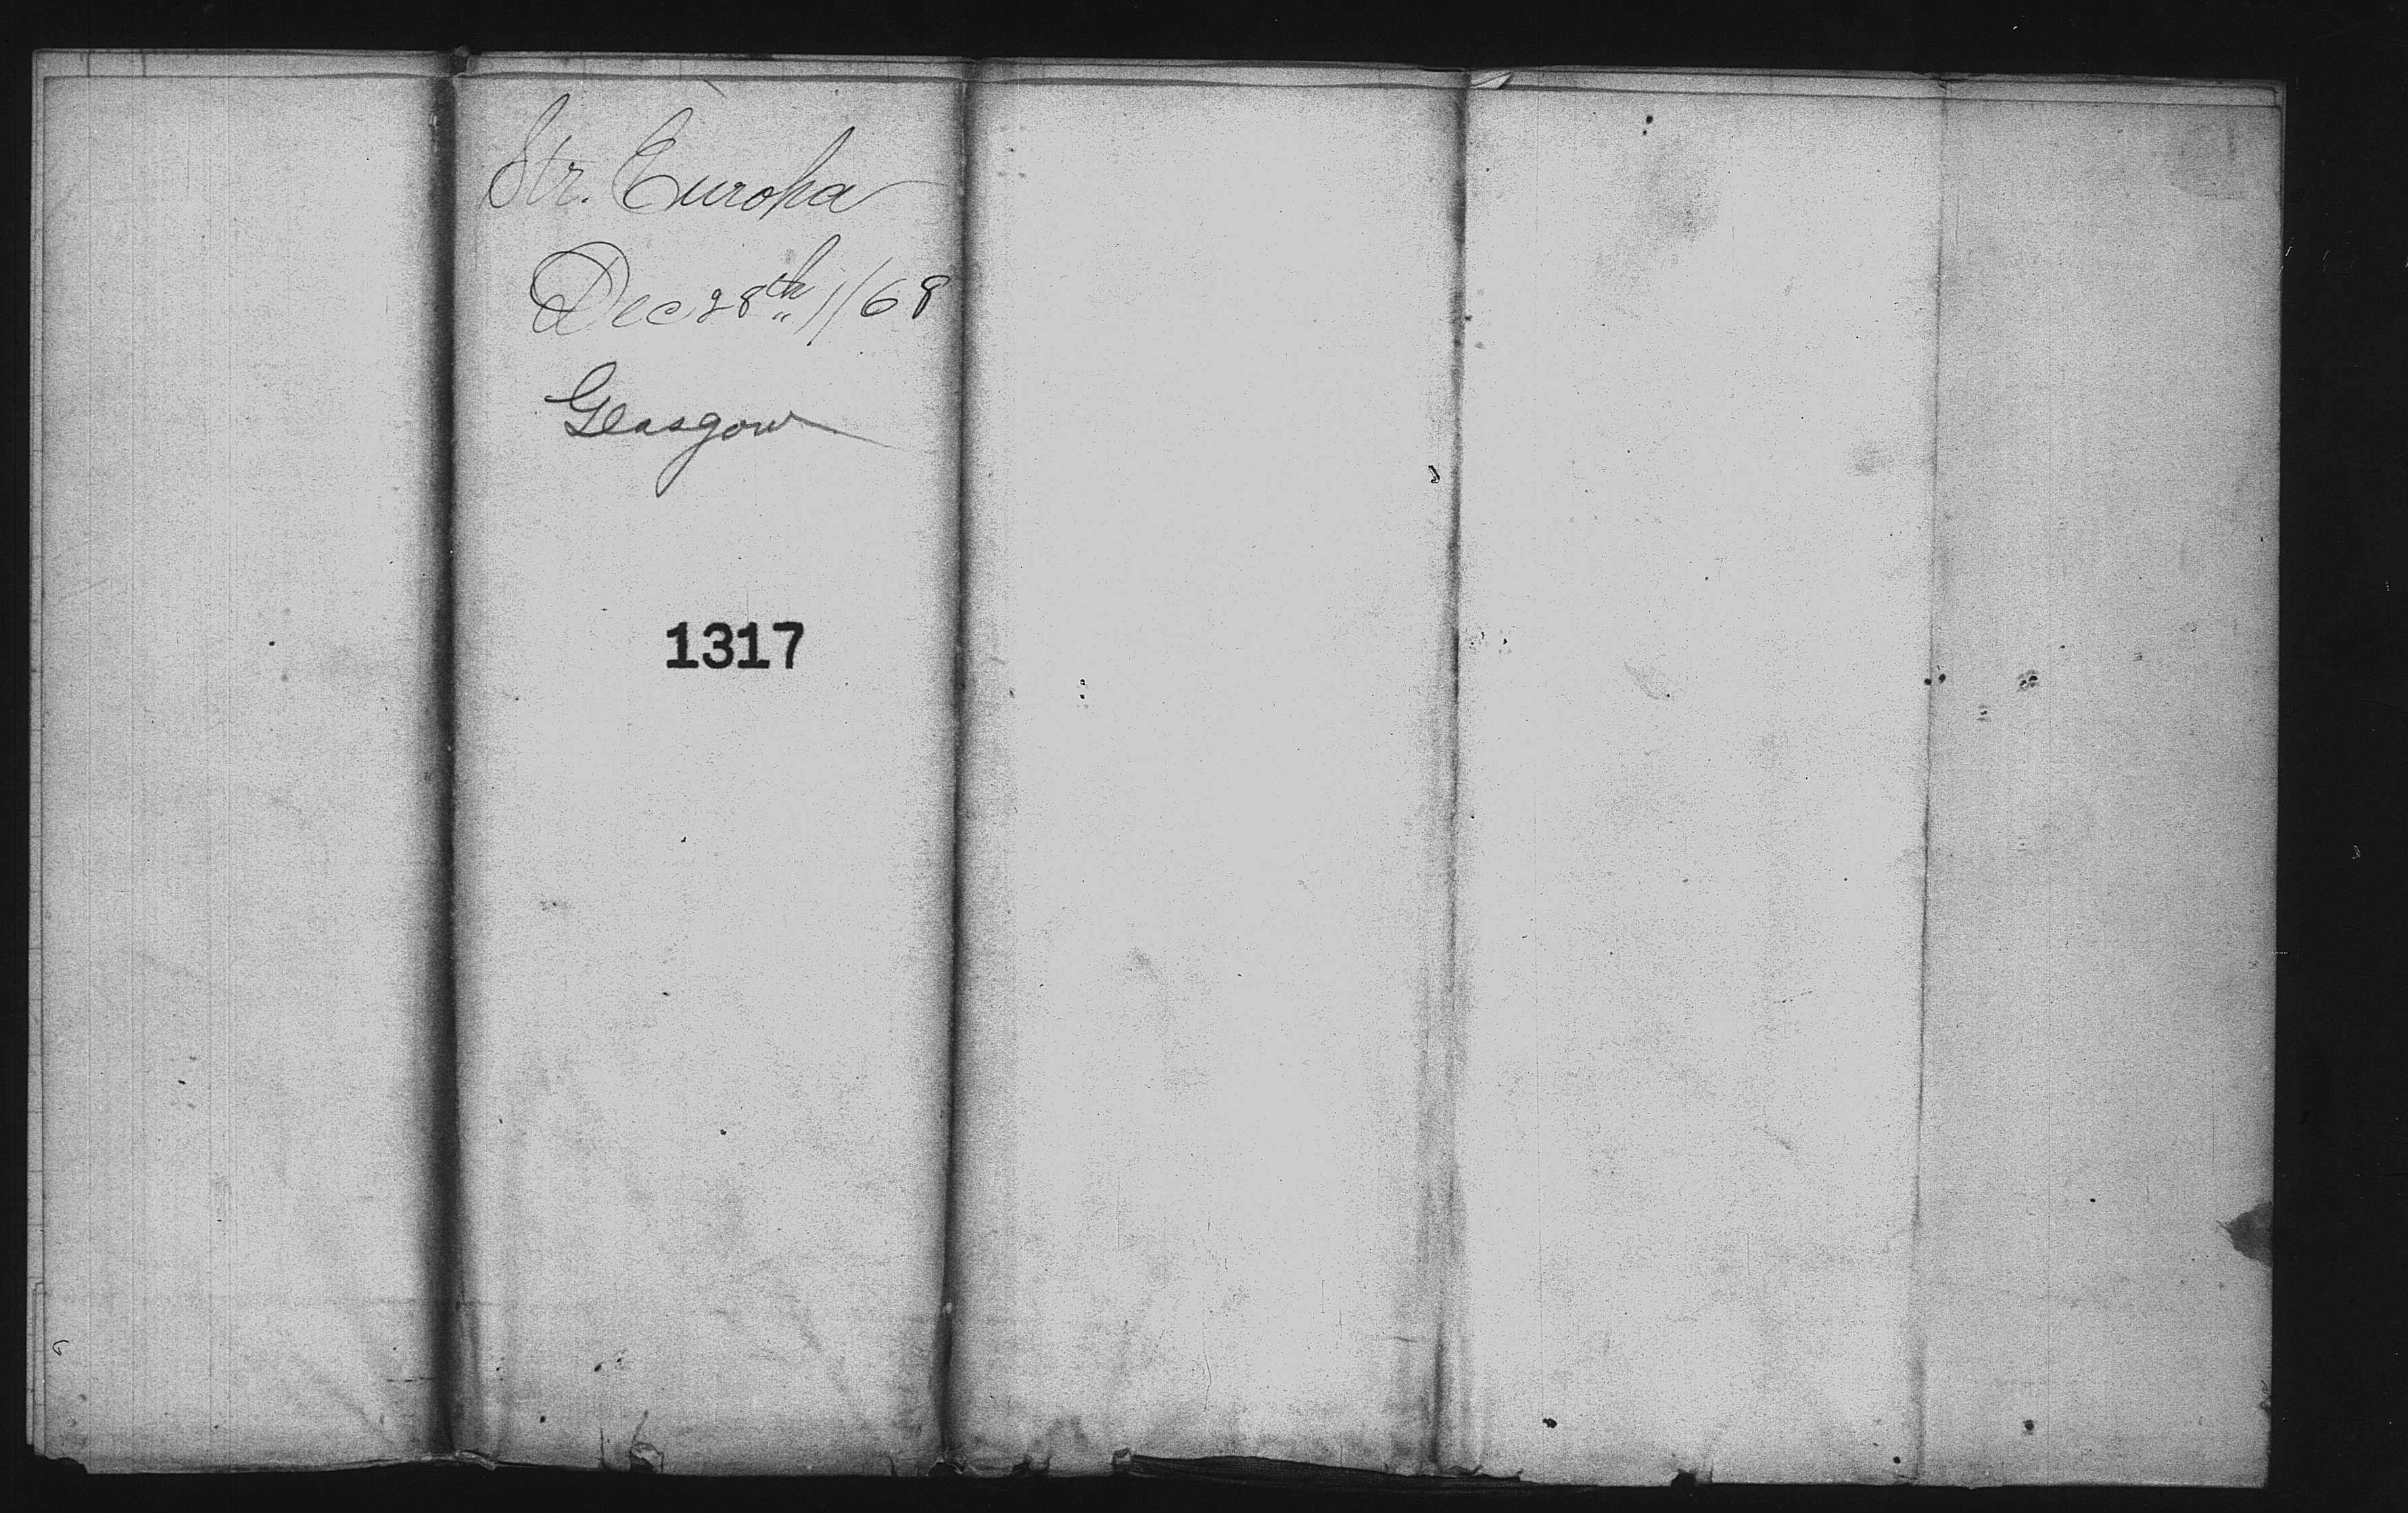 Str. Europa
Dec 28th //68
Glasgow
1317